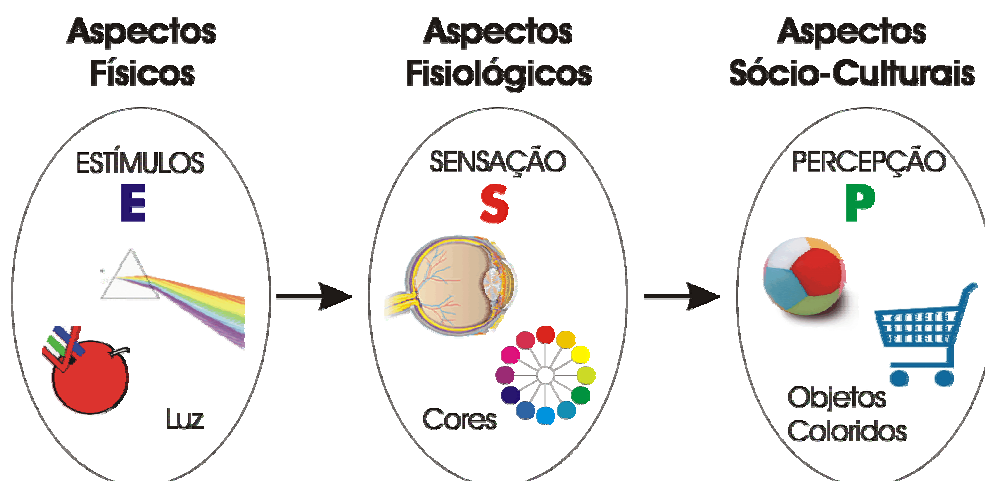 Aspectos
Físicos
ESTÍMULOS
E
Luz
Aspectos
Fisiológicos
SENSAÇÃO
S
Cores
Aspectos
Sócio-Culturais
PERCEPÇÃO
P
Objetos
Coloridos